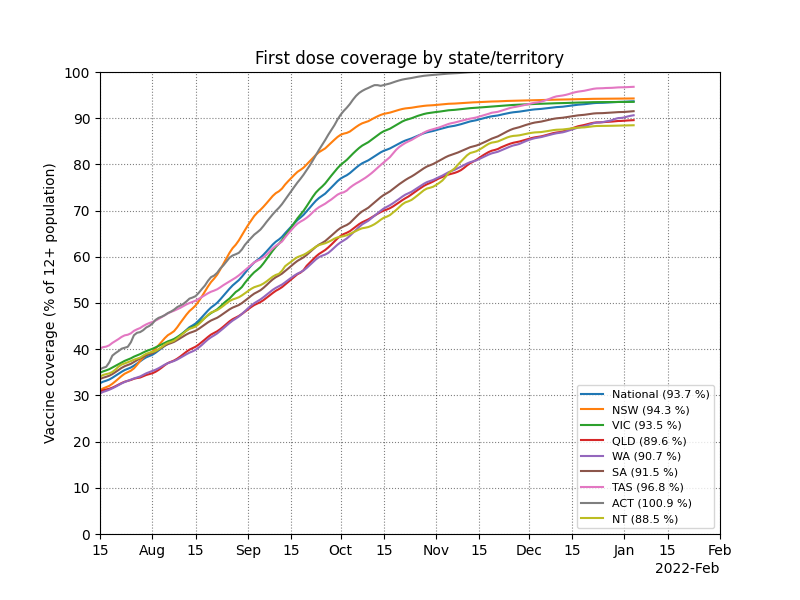 First dose coverage by state/territory
Vaccine coverage (% of 12+ population)
100
90
80
70
60
50
40
30
20
10
0
National (93.7 %)
NSW (94.3 %)
VIC (93.5 %)
QLD (89.6 %)
WA (90.7 %)
SA (91.5 %)
TAS (96.8 %)
ACT (100.9 %)
NT (88.5 %)
15 Aug 15 Sep 15 Oct 15 Nov 15 Dec 15 Jan 15 Feb
2022-Feb